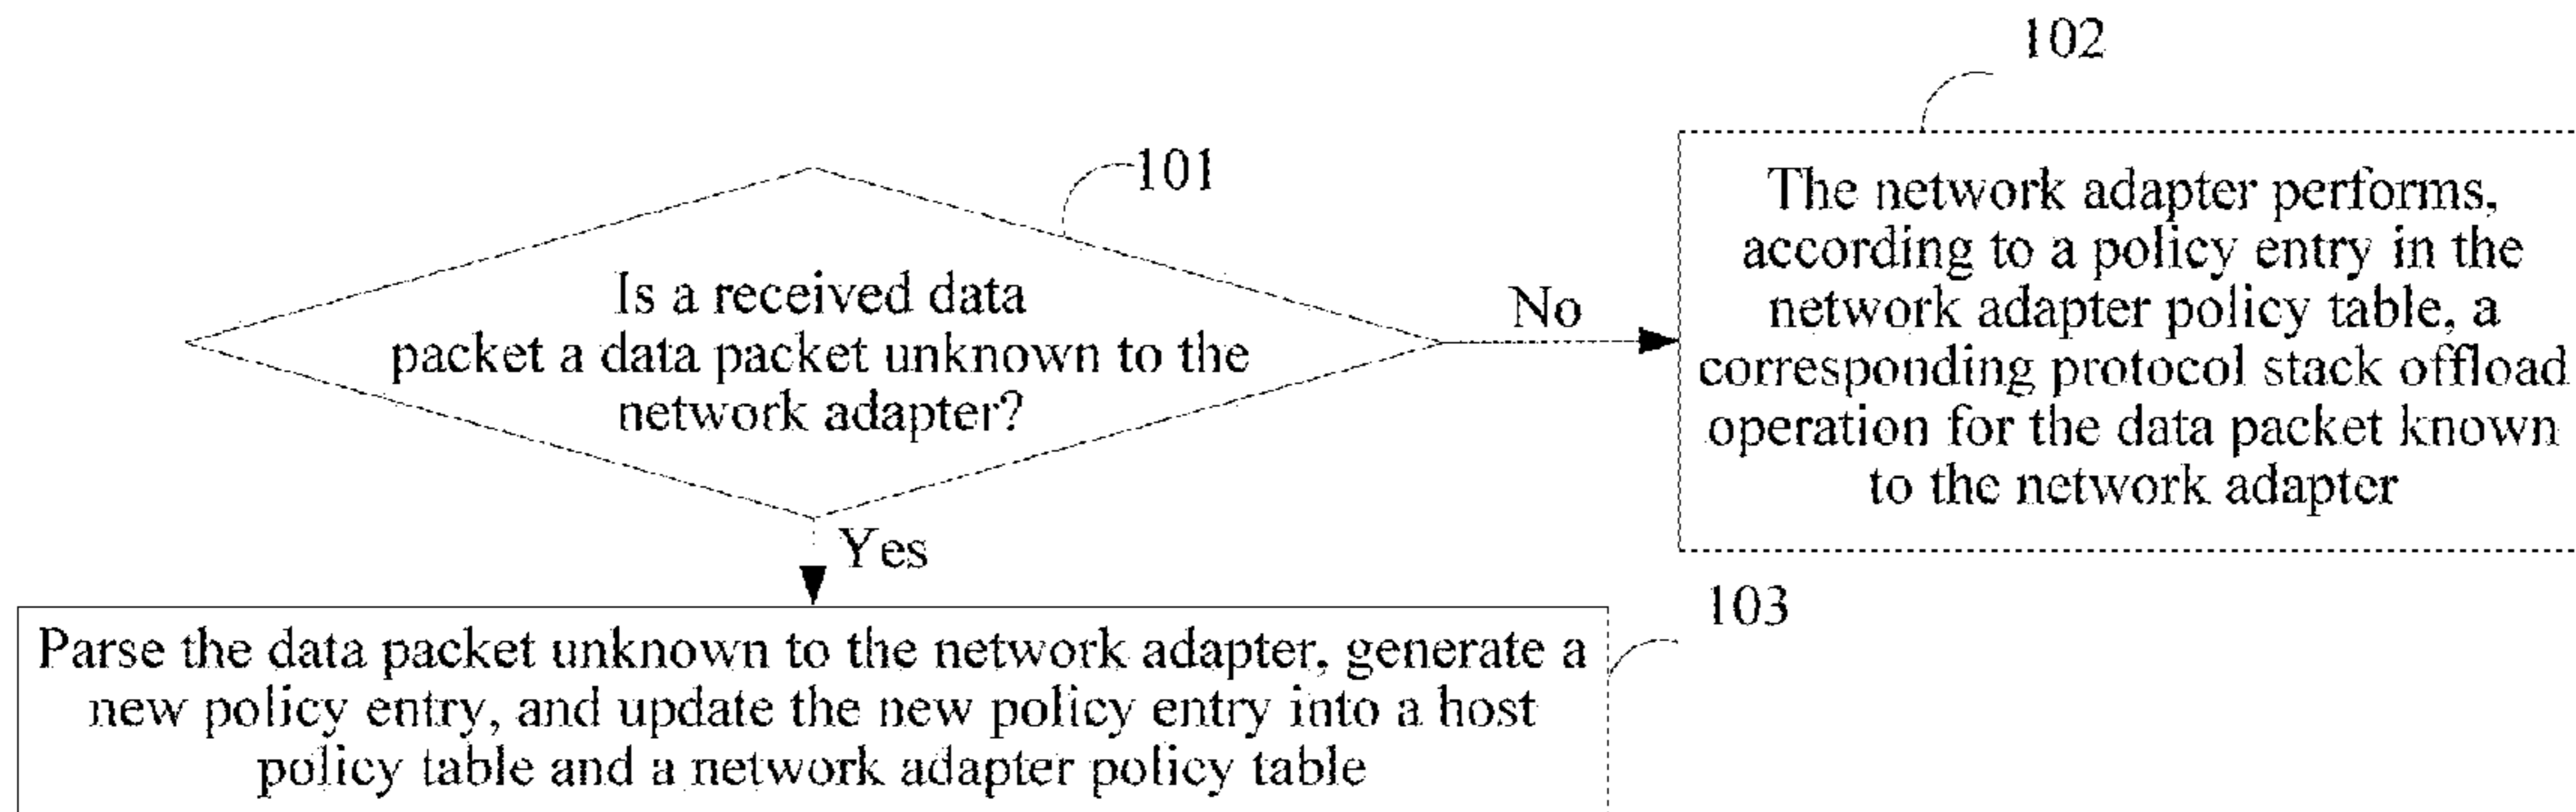 101
Is a received data
packet a data packet unknown to the
network adapter?
No
102
The network adapter performs,
according to a policy entry in the
network adapter policy table, a
corresponding protocol stack offload
operation for the data packet known
to the network adapter
Yes
103
Parse the data packet unknown to the network adapter, generate a
new policy entry, and update the new policy entry into a host
policy table and a network adapter policy table